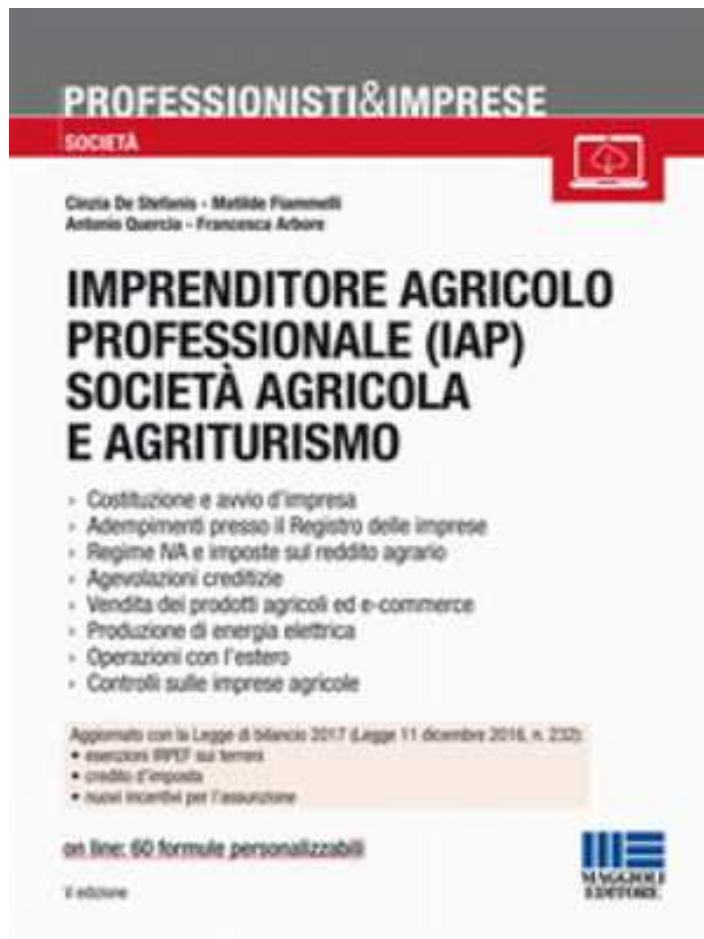 PROFESSIONISTI&IMPRESE
SOCIETÀ
Cinzia De Stefanis - Matilde Fiammelli
Antonio Quercia - Francesca Arbore
IMPRENDITORE AGRICOLO
PROFESSIONALE (IAP)
SOCIETÀ AGRICOLA
E AGRITURISMO
› Costituzione e avvio d'impresa
› Adempimenti presso il Registro delle imprese
› Regime IVA e imposte sul reddito agrario
› Agevolazioni creditizie
› Vendita dei prodotti agricoli ed e-commerce
› Produzione di energia elettrica
› Operazioni con l'estero
› Controlli sulle imprese agricole
Aggiornato con la Legge di bilancio 2017 (Legge 11 dicembre 2016, n. 232):
• esenzioni IRPEF sui terreni
• credito d'imposta
• nuovi incentivi per l'assunzione
on line: 60 formule personalizzabili
edizione
MAGGIOLI
EDITORE